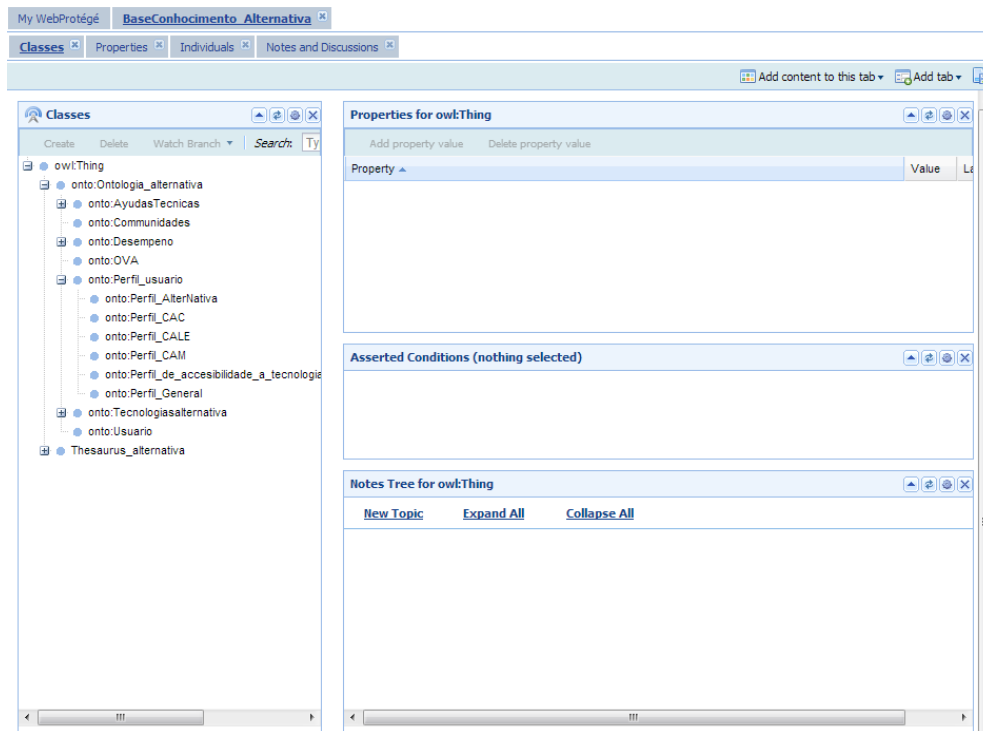 My WebProtégé BaseConhocimento_Alternativa
Classes Properties Individuals Notes and Discussions
Add content to this tab Add tab
Classes
Create Delete Watch Branch Search: Ty
owl:Thing
onto:Ontologia_alternativa
onto:AyudasTecnicas
onto:Communidades
onto:Desempeno
onto:OVA
onto:Perfil_usuario
onto:Perfil_AlterNativa
onto:Perfil_CAC
onto:Perfil_CALE
onto:Perfil_CAM
onto:Perfil_de_accesibilidade_a_tecnologia
onto:Perfil_General
onto:Tecnologiasalternativa
onto:Usuario
Thesaurus_alternativa
Properties for owl:Thing
Add property value Delete property value
Property Value La
Asserted Conditions (nothing selected)
Notes Tree for owl:Thing
New Topic Expand All Collapse All